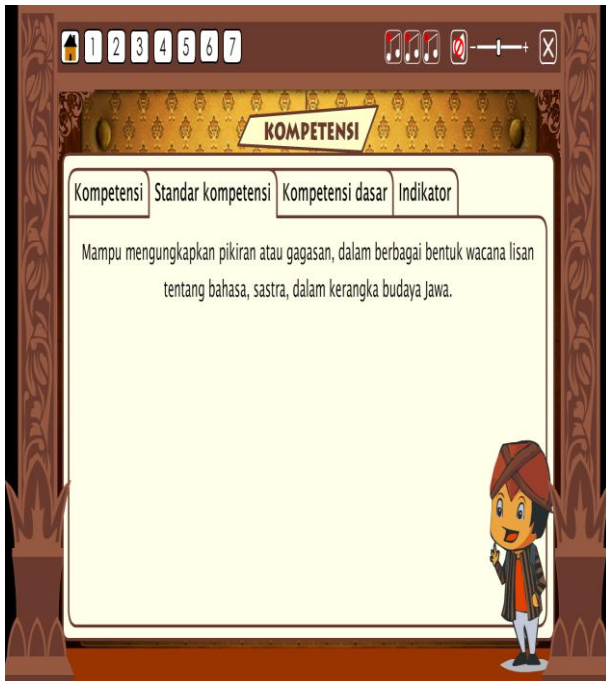 1 2 3 4 5 6 7
KOMPETENSI
Kompetensi Standar kompetensi Kompetensi dasar Indikator
Mampu mengungkapkan pikiran atau gagasan, dalam berbagai bentuk wacana lisan
tentang bahasa, sastra, dalam kerangka budaya Jawa.